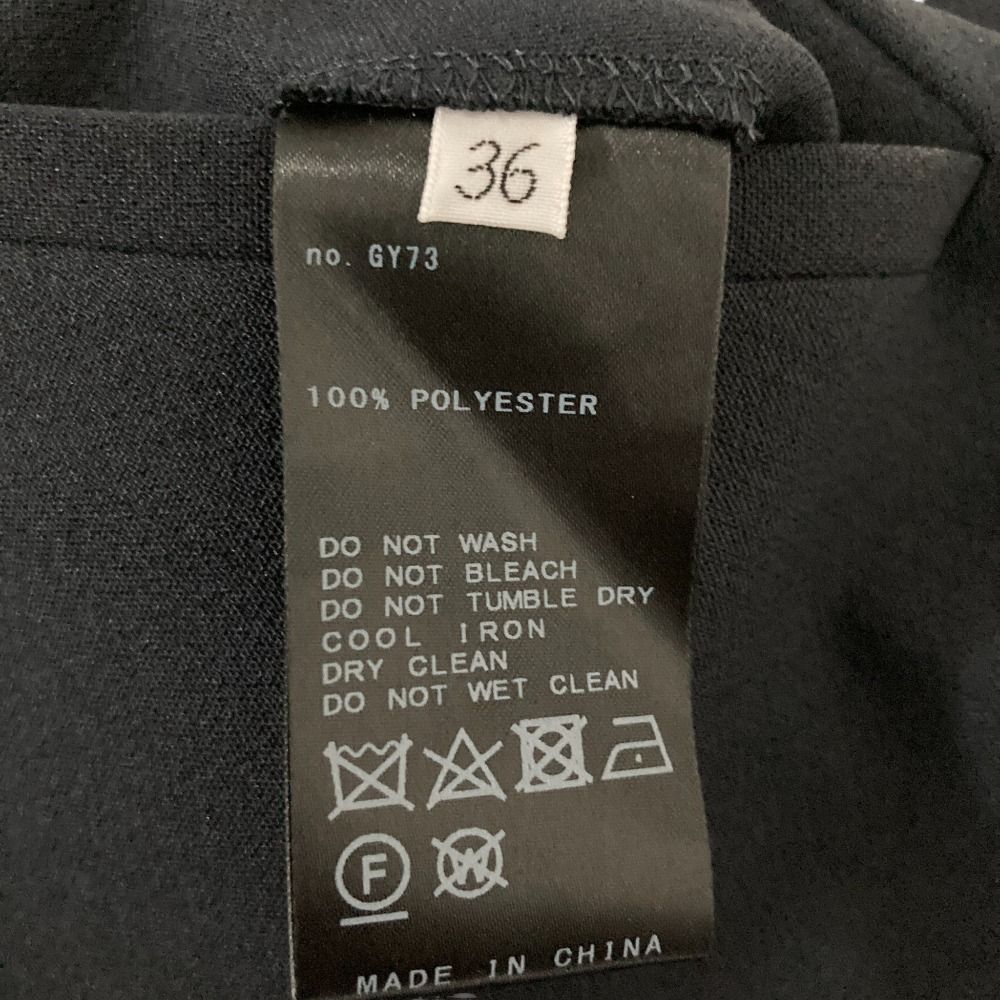 36
no. GY73
100% POLYESTER
DO NOT WASH
DO NOT BLEACH
DO NOT TUMBLE DRY
COOL IRON
DRY CLEAN
DO NOT WET CLEAN
F W
MADE IN CHINA